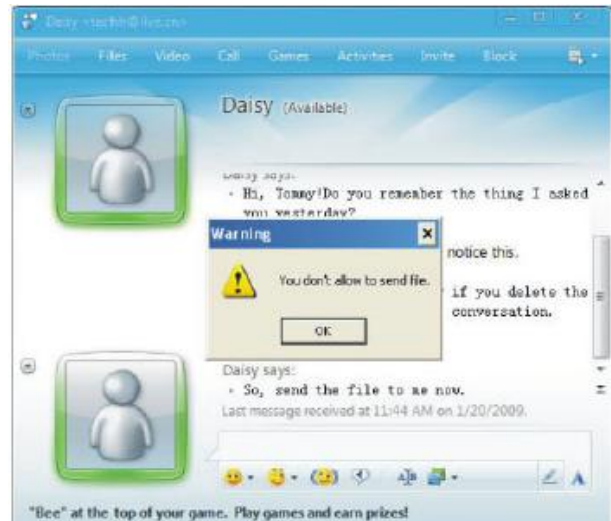 Daisy
Photos Files Video Call Games Activities Invite Block
Daisy (Available)
Daisy says:
Hi, Tommy!Do you remember the thing I asked
you yesterday?
Warning
notice this.
You don't allow to send file.
if you delete the
conversation.
OK
Daisy says:
So, send the file to me now.
Last message received at 11:44 AM on 1/20/2009.
A
"Bee" at the top of your game. Play games and earn prizes!